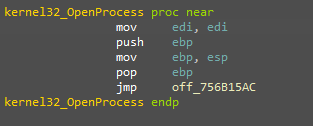 kernel32_OpenProcess proc near
mov edi, edi
push ebp
mov ebp, esp
pop ebp
jmp off_756B15AC
kernel32_OpenProcess endp